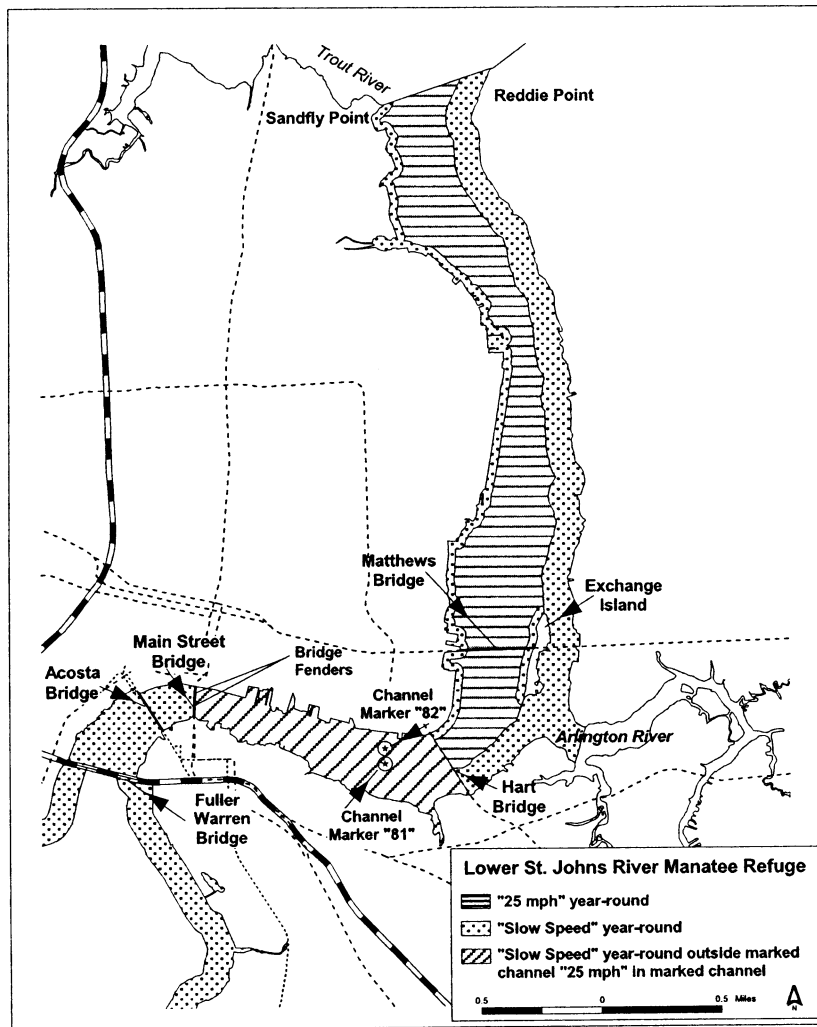 Trout River
Reddie Point
Sandfly Point
Matthews
Bridge
Exchange
Island
Main Street
Bridge
Bridge
Fenders
Acosta
Bridge
Channel
Marker "82"
Arlington River
Hart
Bridge
Fuller
Warren
Bridge
Channel
Marker "81"
Lower St. Johns River Manatee Refuge
"25 mph" year-round
"Slow Speed" year-round
"Slow Speed" year-round outside marked
channel "25 mph" in marked channel
0.5 0 0.5 Miles
N